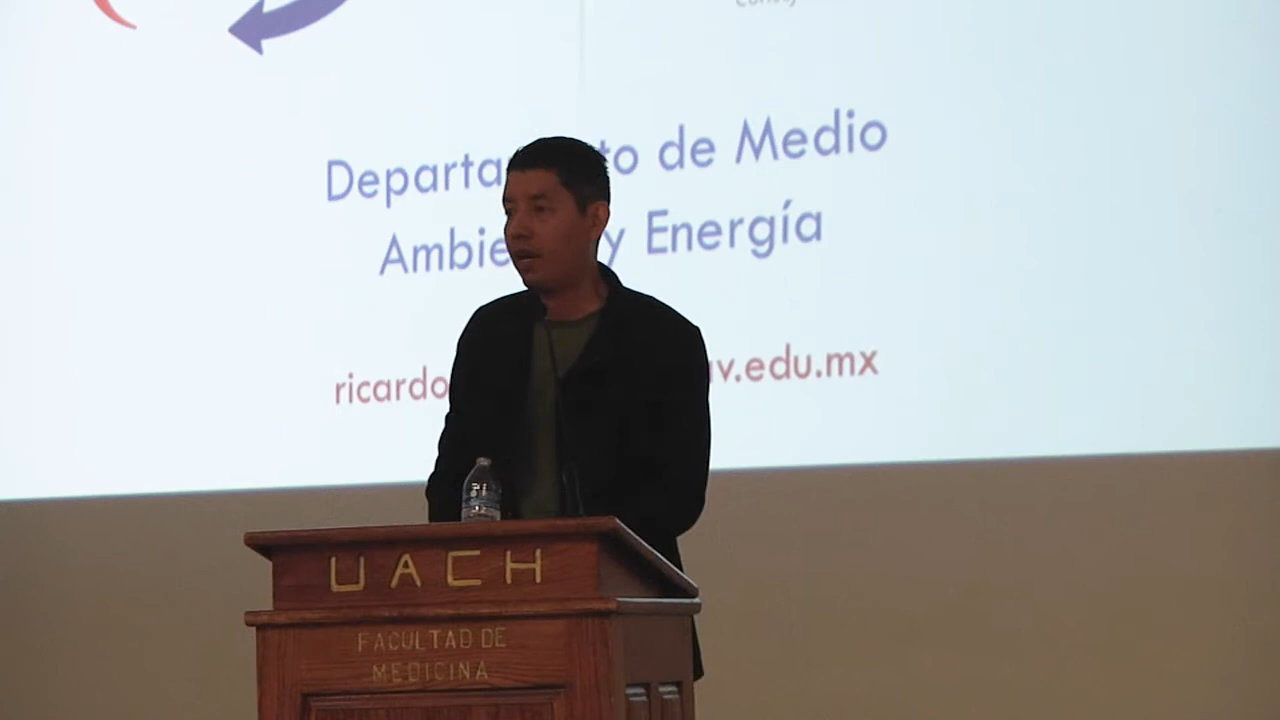 Departa to de Medio
Ambie y Energía
ricardo v.edu.mx
UACH
FACULTAD DE
MEDICINA